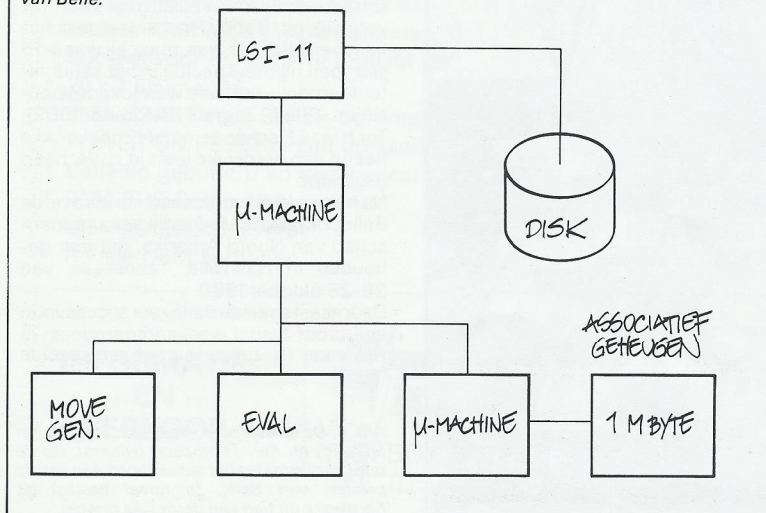 van Belle.
LSI-11
µ-MACHINE
DISK
ASSOCIATIEF
GEHEUGEN
MOVE
GEN.
EVAL
µ-MACHINE
1 MBYTE